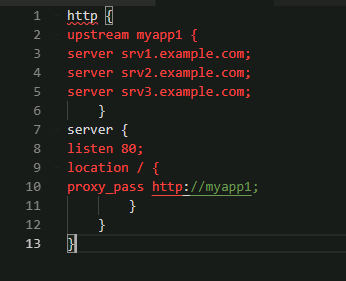 1 http {
2 upstream myapp1 {
3 server srv1.example.com;
4 server srv2.example.com;
5 server srv3.example.com;
6 }
7 server {
8 listen 80;
9 location / {
10 proxy_pass http://myapp1;
11 }
12 }
13 }